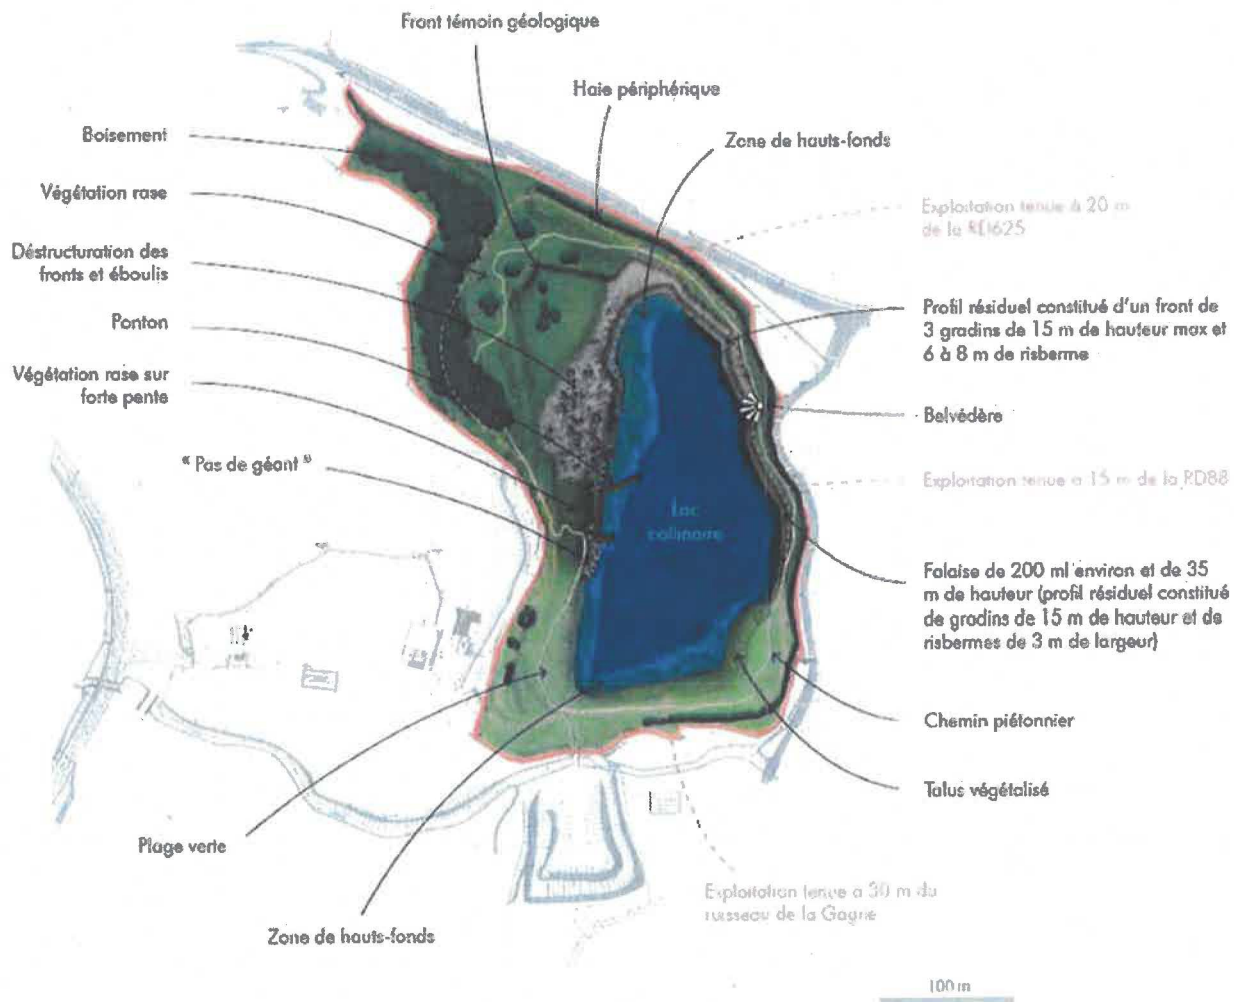 Front témoin géologique
Haie périphérique
Zone de hauts-fonds
Boisement
Végétation rase
Déstructuration des
fronts et éboulis
Ponton
Végétation rase sur
forte pente
« Pas de géant »
Exploitation tenue à 20 m
de la RD1625
Profil résiduel constitué d'un front de
3 gradins de 15 m de hauteur max et
6 à 8 m de risberme
Belvédère
Exploitation tenue à 15 m de la RD88
Lac
collinaire
Falaise de 200 ml environ et de 35
m de hauteur (profil résiduel constitué
de gradins de 15 m de hauteur et de
risbermes de 3 m de largeur)
Chemin piétonnier
Talus végétalisé
Plage verte
Exploitation tenue à 30 m du
ruisseau de la Gagne
Zone de hauts-fonds
100 m